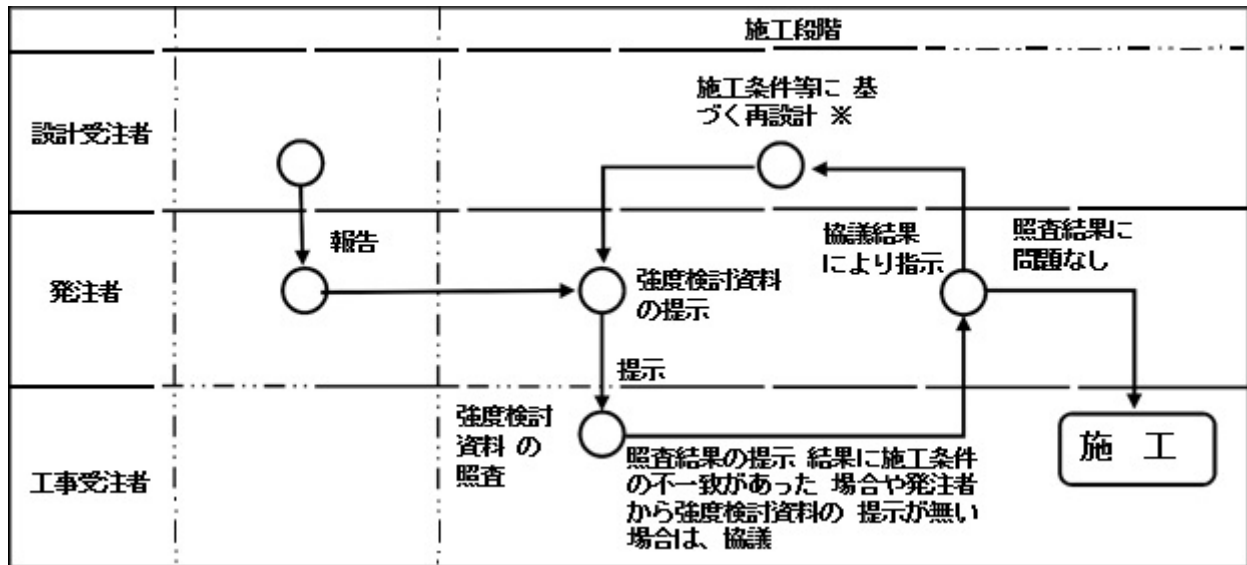 施工段階
施工条件等に 基
づく再設計 ※
設計受注者
報告
協議結果
により指示
照査結果に
問題なし
発注者
強度検討資料
の提示
提示
強度検討
資料 の
照査
施 工
工事受注者
照査結果の提示 結果に施工条件
の不一致があった 場合や発注者
から強度検討資料の 提示が無い
場合は、協議